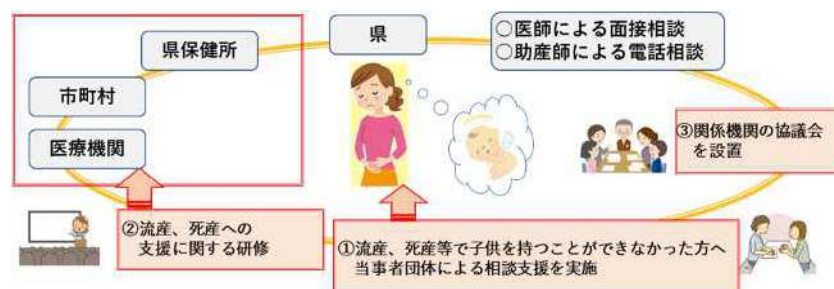 県
○医師による面接相談
○助産師による電話相談
県保健所
市町村
医療機関
③関係機関の協議会
を設置
②流産、死産への
支援に関する研修
①流産、死産等で子供を持つことができなかった方へ
当事者団体による相談支援を実施